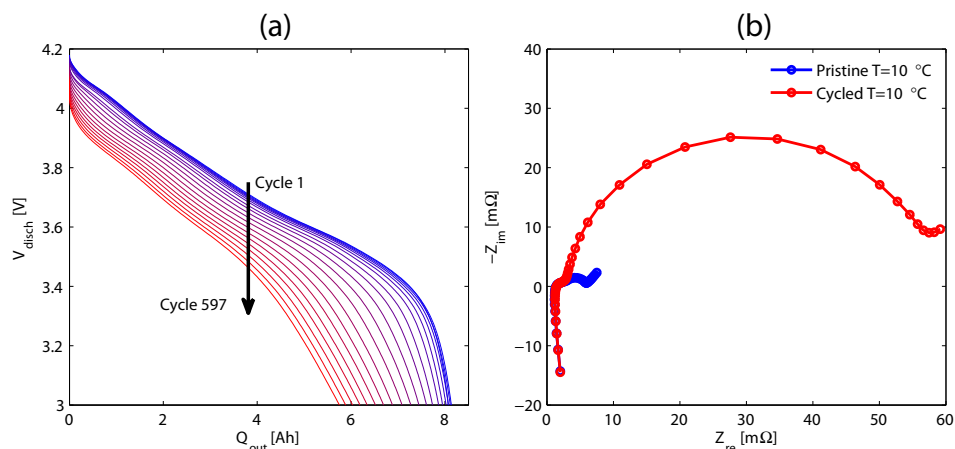 (a)
4.2
4
3.8
3.6
3.4
3.2
3
V_disch [V]
Cycle 1
Cycle 597
0
2
4
6
8
Q_out [Ah]
(b)
40
30
20
10
0
−10
−20
−Z_im [mΩ]
Pristine T=10 °C
Cycled T=10 °C
0
10
20
30
40
50
60
Z_re [mΩ]